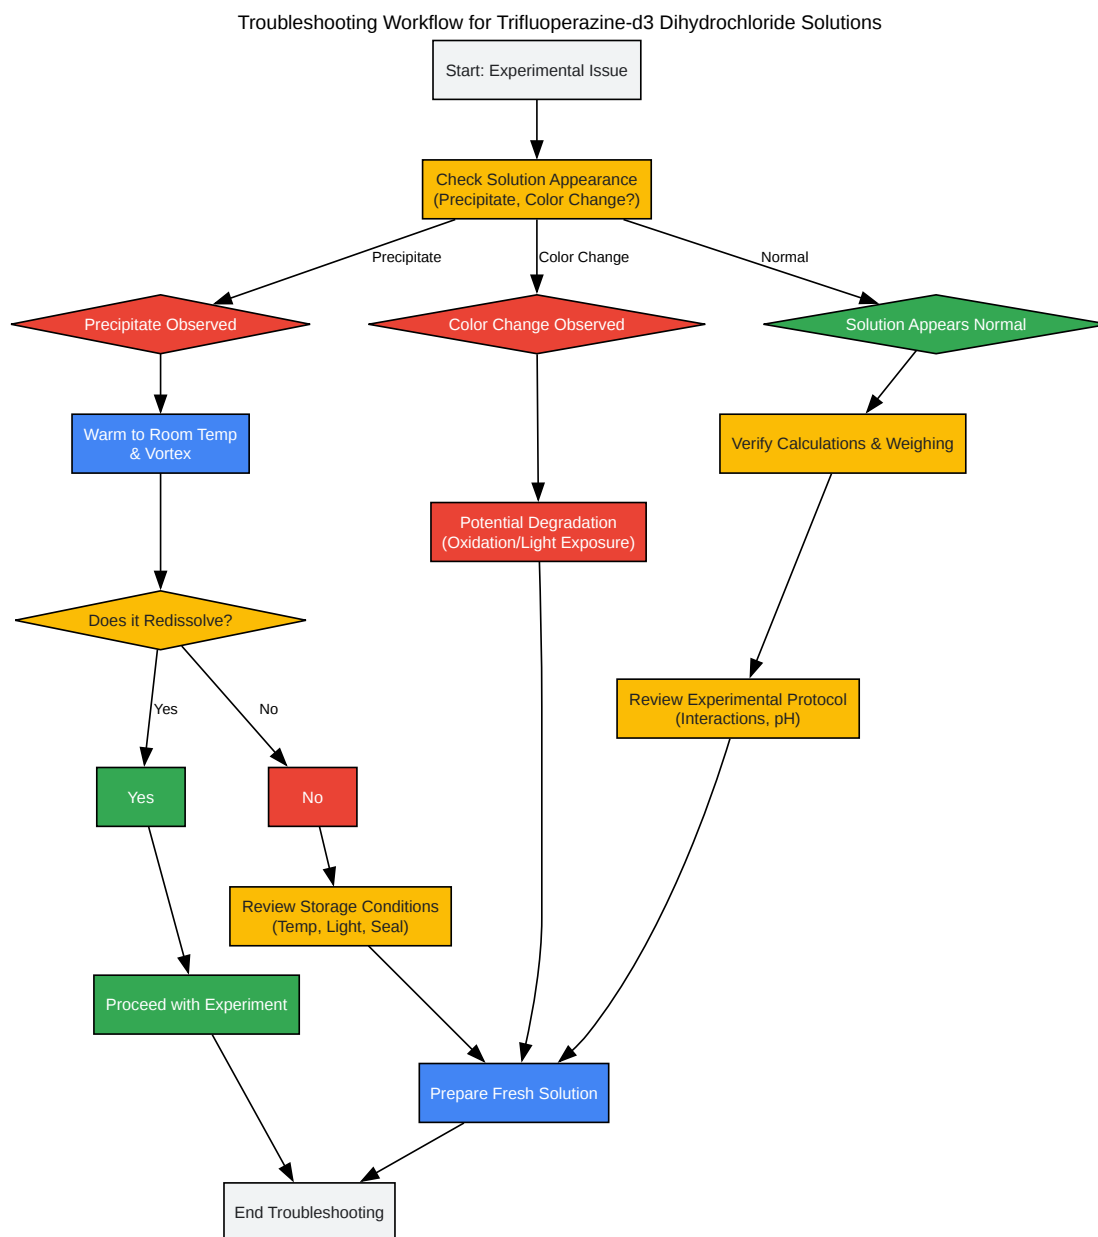 Troubleshooting Workflow for Trifluoperazine-d3 Dihydrochloride Solutions
Start: Experimental Issue
Check Solution Appearance
(Precipitate, Color Change?)
Precipitate
Color Change
Normal
Precipitate Observed
Color Change Observed
Solution Appears Normal
Warm to Room Temp
& Vortex
Verify Calculations & Weighing
Potential Degradation
(Oxidation/Light Exposure)
Does it Redissolve?
Review Experimental Protocol
(Interactions, pH)
Yes
No
Yes
No
Review Storage Conditions
(Temp, Light, Seal)
Proceed with Experiment
Prepare Fresh Solution
End Troubleshooting